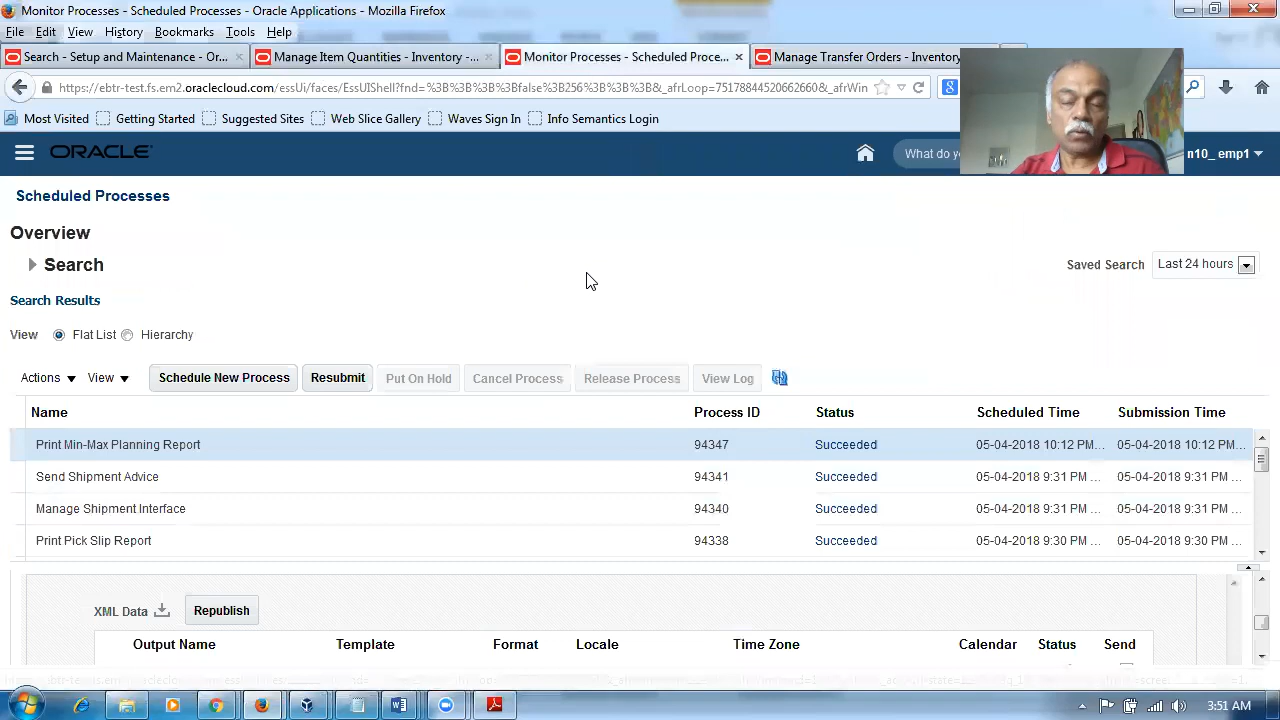 Monitor Processes - Scheduled Processes - Oracle Applications - Mozilla Firefox
File Edit View History Bookmarks Tools Help
Search - Setup and Maintenance - Or... × Manage Item Quantities - Inventory -... × Monitor Processes - Scheduled Proce... × Manage Transfer Orders - Inventory
https://ebtr-test.fs.em2.oraclecloud.com/essUi/faces/EssUIShell?fnd=%3B%3B%3B%3Bfalse%3B256%3B%3B%3B&_afrLoop=75178844520662660&_afrWin
Most Visited Getting Started Suggested Sites Web Slice Gallery Waves Sign In Info Semantics Login
ORACLE What do y n10_ emp1
Scheduled Processes
Overview
Search Saved Search Last 24 hours
Search Results
View Flat List Hierarchy
Actions View Schedule New Process Resubmit Put On Hold Cancel Process Release Process View Log
Name Process ID Status Scheduled Time Submission Time
Print Min-Max Planning Report 94347 Succeeded 05-04-2018 10:12 PM... 05-04-2018 10:12 PM...
Send Shipment Advice 94341 Succeeded 05-04-2018 9:31 PM ... 05-04-2018 9:31 PM ...
Manage Shipment Interface 94340 Succeeded 05-04-2018 9:31 PM ... 05-04-2018 9:31 PM ...
Print Pick Slip Report 94338 Succeeded 05-04-2018 9:30 PM ... 05-04-2018 9:30 PM ...
XML Data Republish
Output Name Template Format Locale Time Zone Calendar Status Send
3:51 AM